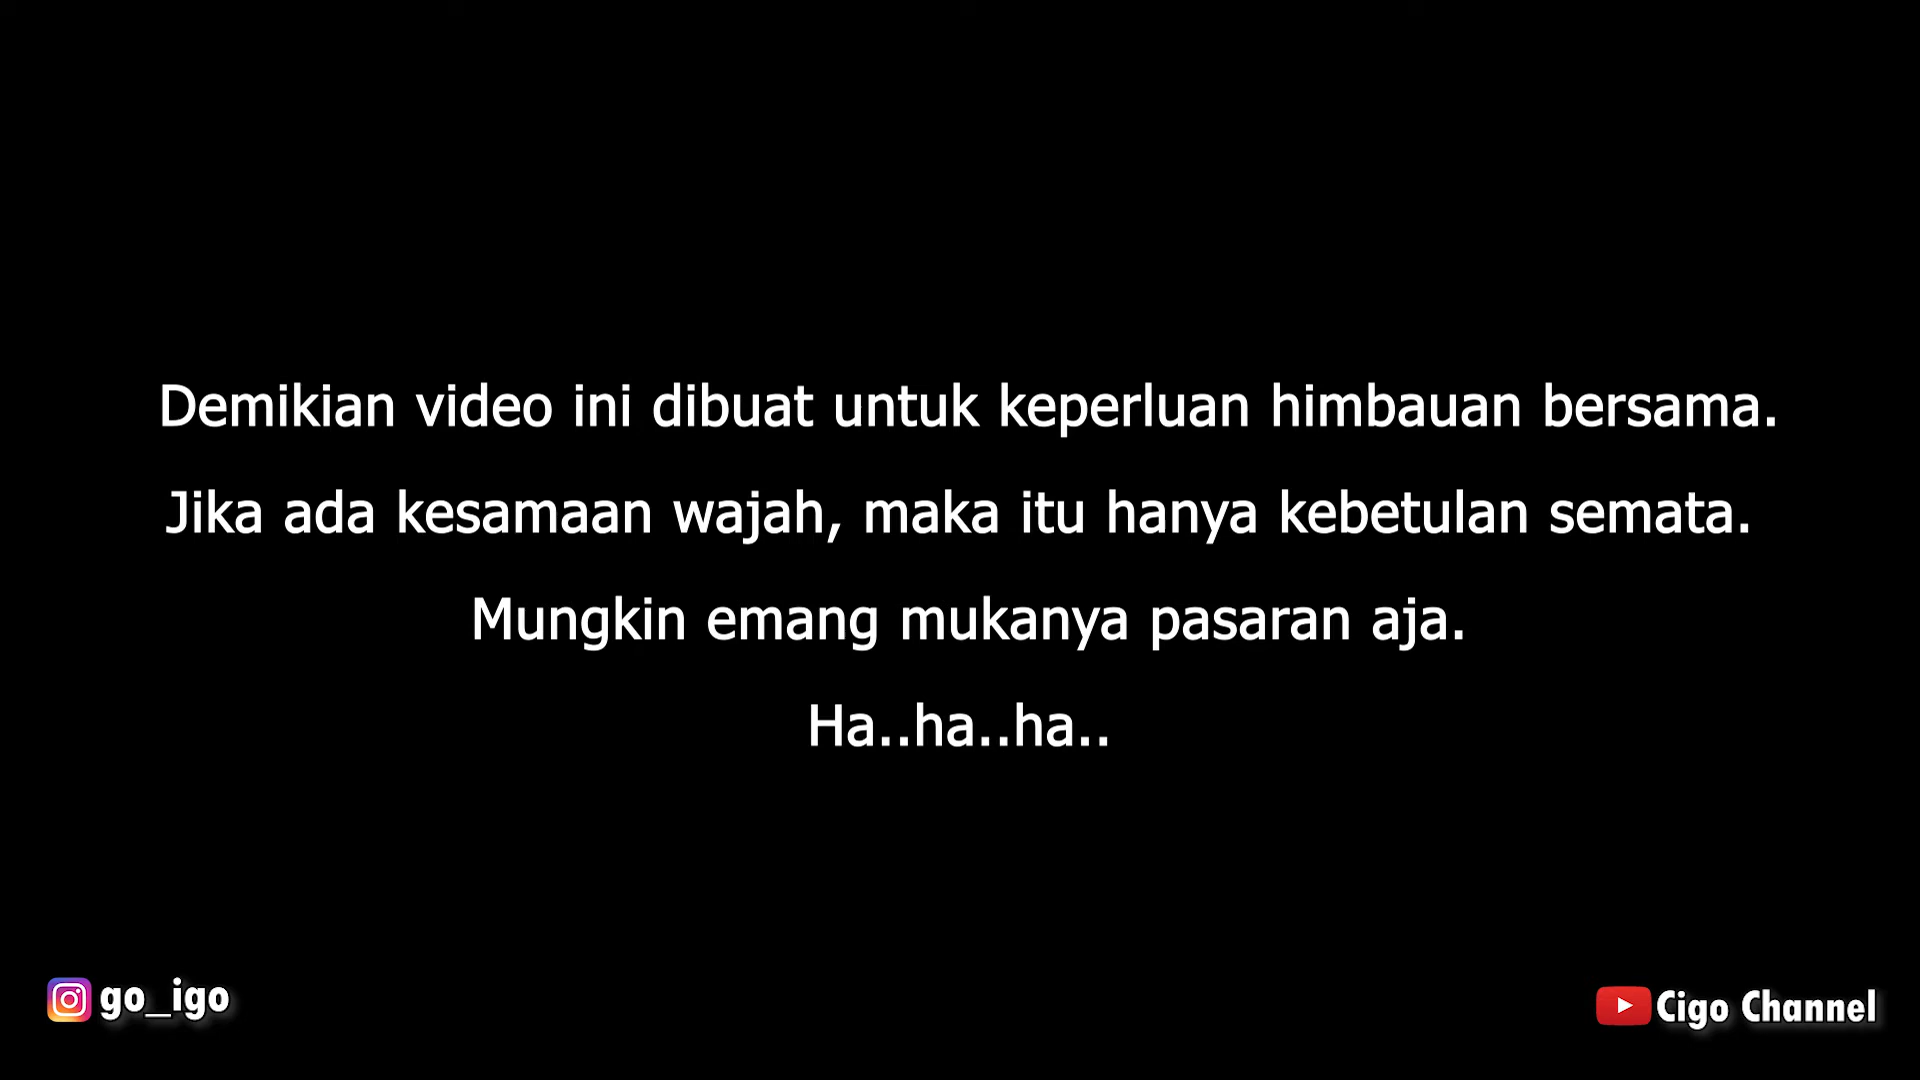 Demikian video ini dibuat untuk keperluan himbauan bersama.
Jika ada kesamaan wajah, maka itu hanya kebetulan semata.
Mungkin emang mukanya pasaran aja.
Ha..ha..ha..
go_igo
Cigo Channel